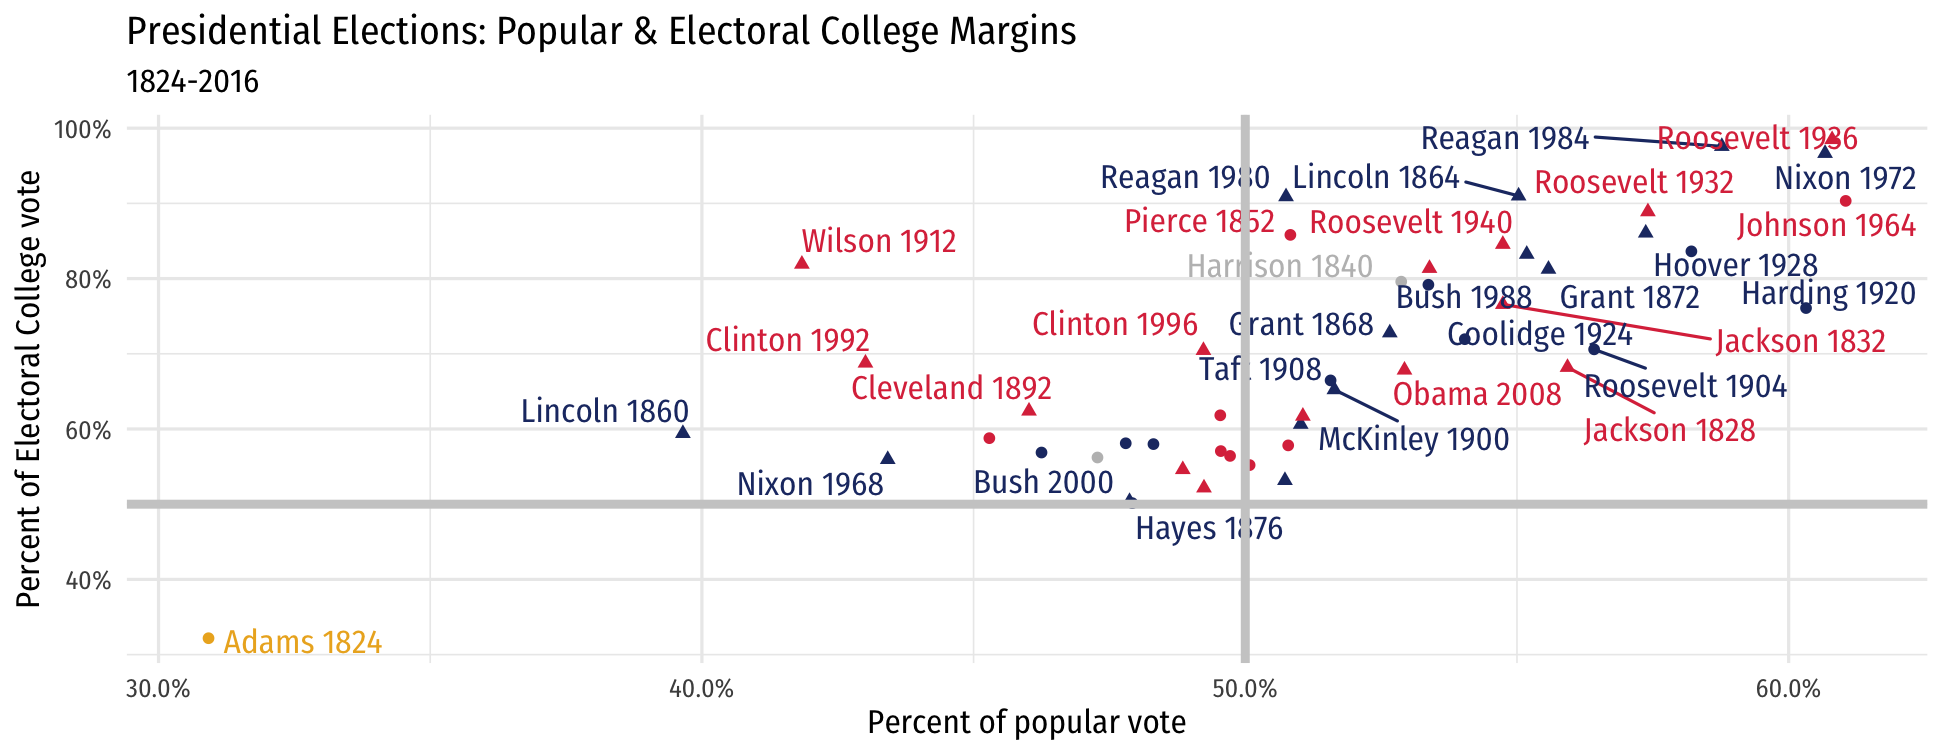 Presidential Elections: Popular & Electoral College Margins
1824-2016
Percent of Electoral College vote
100%
80%
60%
40%
Reagan 1984
Roosevelt 1936
Reagan 1980
Lincoln 1864
Roosevelt 1932
Nixon 1972
Pierce 1852
Roosevelt 1940
Johnson 1964
Wilson 1912
Harrison 1840
Hoover 1928
Bush 1988
Grant 1872
Harding 1920
Clinton 1996
Grant 1868
Coolidge 1924
Clinton 1992
Jackson 1832
Taft 1908
Cleveland 1892
Obama 2008
Roosevelt 1904
Lincoln 1860
McKinley 1900
Jackson 1828
Nixon 1968
Bush 2000
Hayes 1876
Adams 1824
30.0%
40.0%
50.0%
60.0%
Percent of popular vote